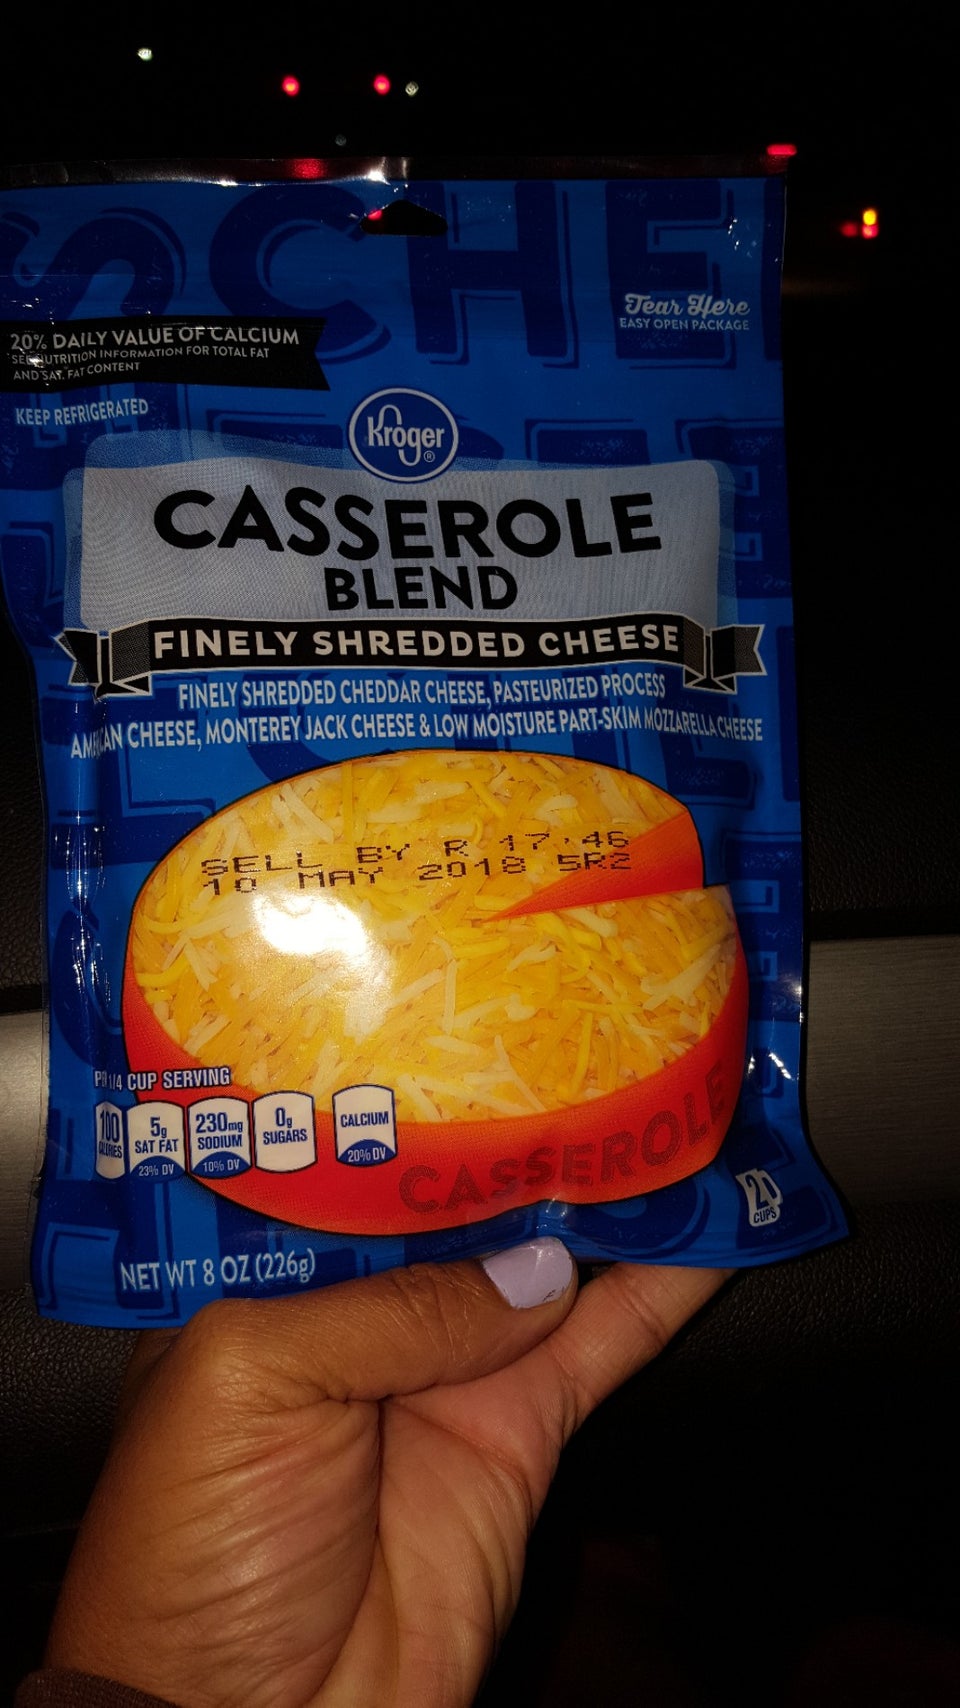 SCHE
Tear Here
EASY OPEN PACKAGE
20% DAILY VALUE OF CALCIUM
SEE NUTRITION INFORMATION FOR TOTAL FAT
AND SAT. FAT CONTENT
KEEP REFRIGERATED
Kroger®
CASSEROLE
BLEND
FINELY SHREDDED CHEESE
FINELY SHREDDED CHEDDAR CHEESE, PASTEURIZED PROCESS
AMERICAN CHEESE, MONTEREY JACK CHEESE & LOW MOISTURE PART-SKIM MOZZARELLA CHEESE
SELL BY R 17:46
10 MAY 2018 5R2
PER 1/4 CUP SERVING
100 CALORIES
5g SAT FAT 23% DV
230mg SODIUM 10% DV
0g SUGARS
CALCIUM 20% DV
CASSEROLE
2 CUPS
NET WT 8 OZ (226g)